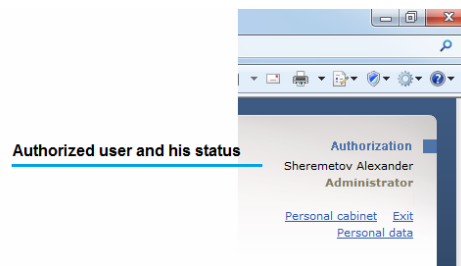 Authorization
Authorized user and his status
Sheremetov Alexander
Administrator
Personal cabinet Exit
Personal data